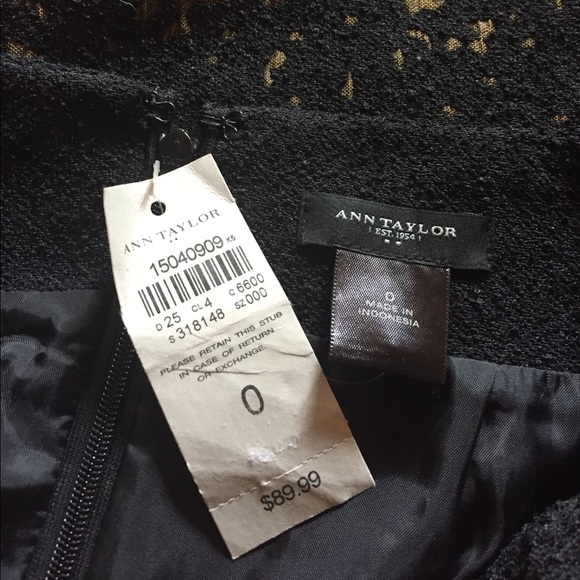 ANN TAYLOR
15040909 K5
D 25 CL 4 C 6600
S 318148 SZ 000
PLEASE RETAIN THIS STUB
IN CASE OF RETURN
OR EXCHANGE.
0
$89.99
ANN TAYLOR
| EST. 1954 |
0
MADE IN
INDONESIA